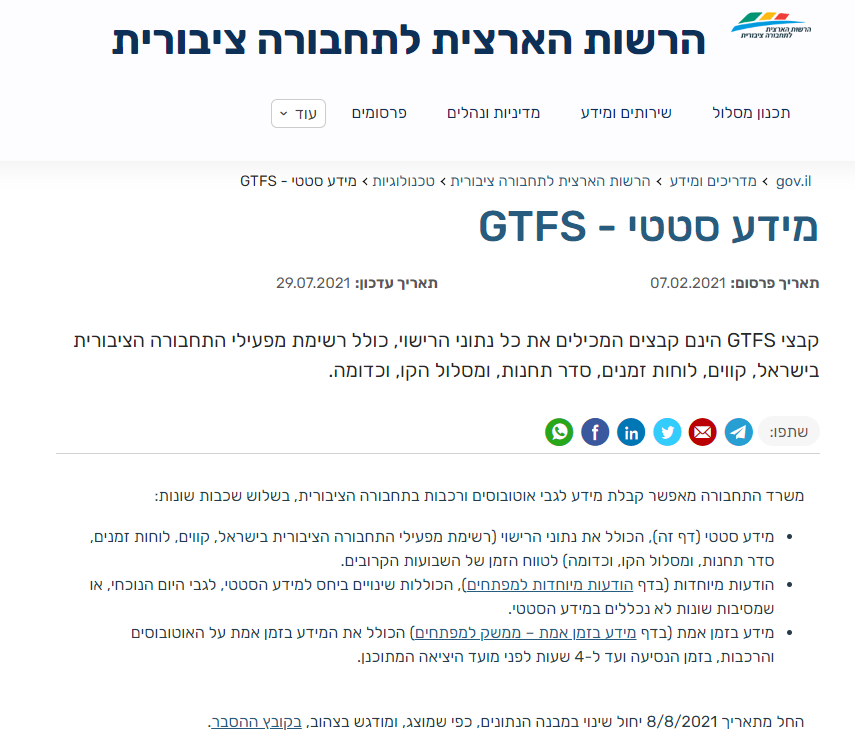 הרשות הארצית
לתחבורה ציבורית
הרשות הארצית לתחבורה ציבורית
תכנון מסלול שירותים ומידע מדיניות ונהלים פרסומים עוד
gov.il > מדריכים ומידע > הרשות הארצית לתחבורה ציבורית > טכנולוגיות > מידע סטטי - GTFS
מידע סטטי - GTFS
תאריך פרסום: 07.02.2021 תאריך עדכון: 29.07.2021
קבצי GTFS הינם קבצים המכילים את כל נתוני הרישוי, כולל רשימת מפעילי התחבורה הציבורית
בישראל, קווים, לוחות זמנים, סדר תחנות, ומסלול הקו, וכדומה.
שתפו:
משרד התחבורה מאפשר קבלת מידע לגבי אוטובוסים ורכבות בתחבורה הציבורית, בשלוש שכבות שונות:
• מידע סטטי (דף זה), הכולל את נתוני הרישוי (רשימת מפעילי התחבורה הציבורית בישראל, קווים, לוחות זמנים,
סדר תחנות, ומסלול הקו, וכדומה) לטווח הזמן של השבועות הקרובים.
• הודעות מיוחדות (בדף הודעות מיוחדות למפתחים), הכוללות שינויים ביחס למידע הסטטי, לגבי היום הנוכחי, או
שמסיבות שונות לא נכללים במידע הסטטי.
• מידע בזמן אמת (בדף מידע בזמן אמת – ממשק למפתחים) הכולל את המידע בזמן אמת על האוטובוסים
והרכבות, בזמן הנסיעה ועד ל-4 שעות לפני מועד היציאה המתוכנן.
החל מתאריך 8/8/2021 יחול שינוי במבנה הנתונים, כפי שמוצג, ומודגש בצהוב, בקובץ ההסבר.